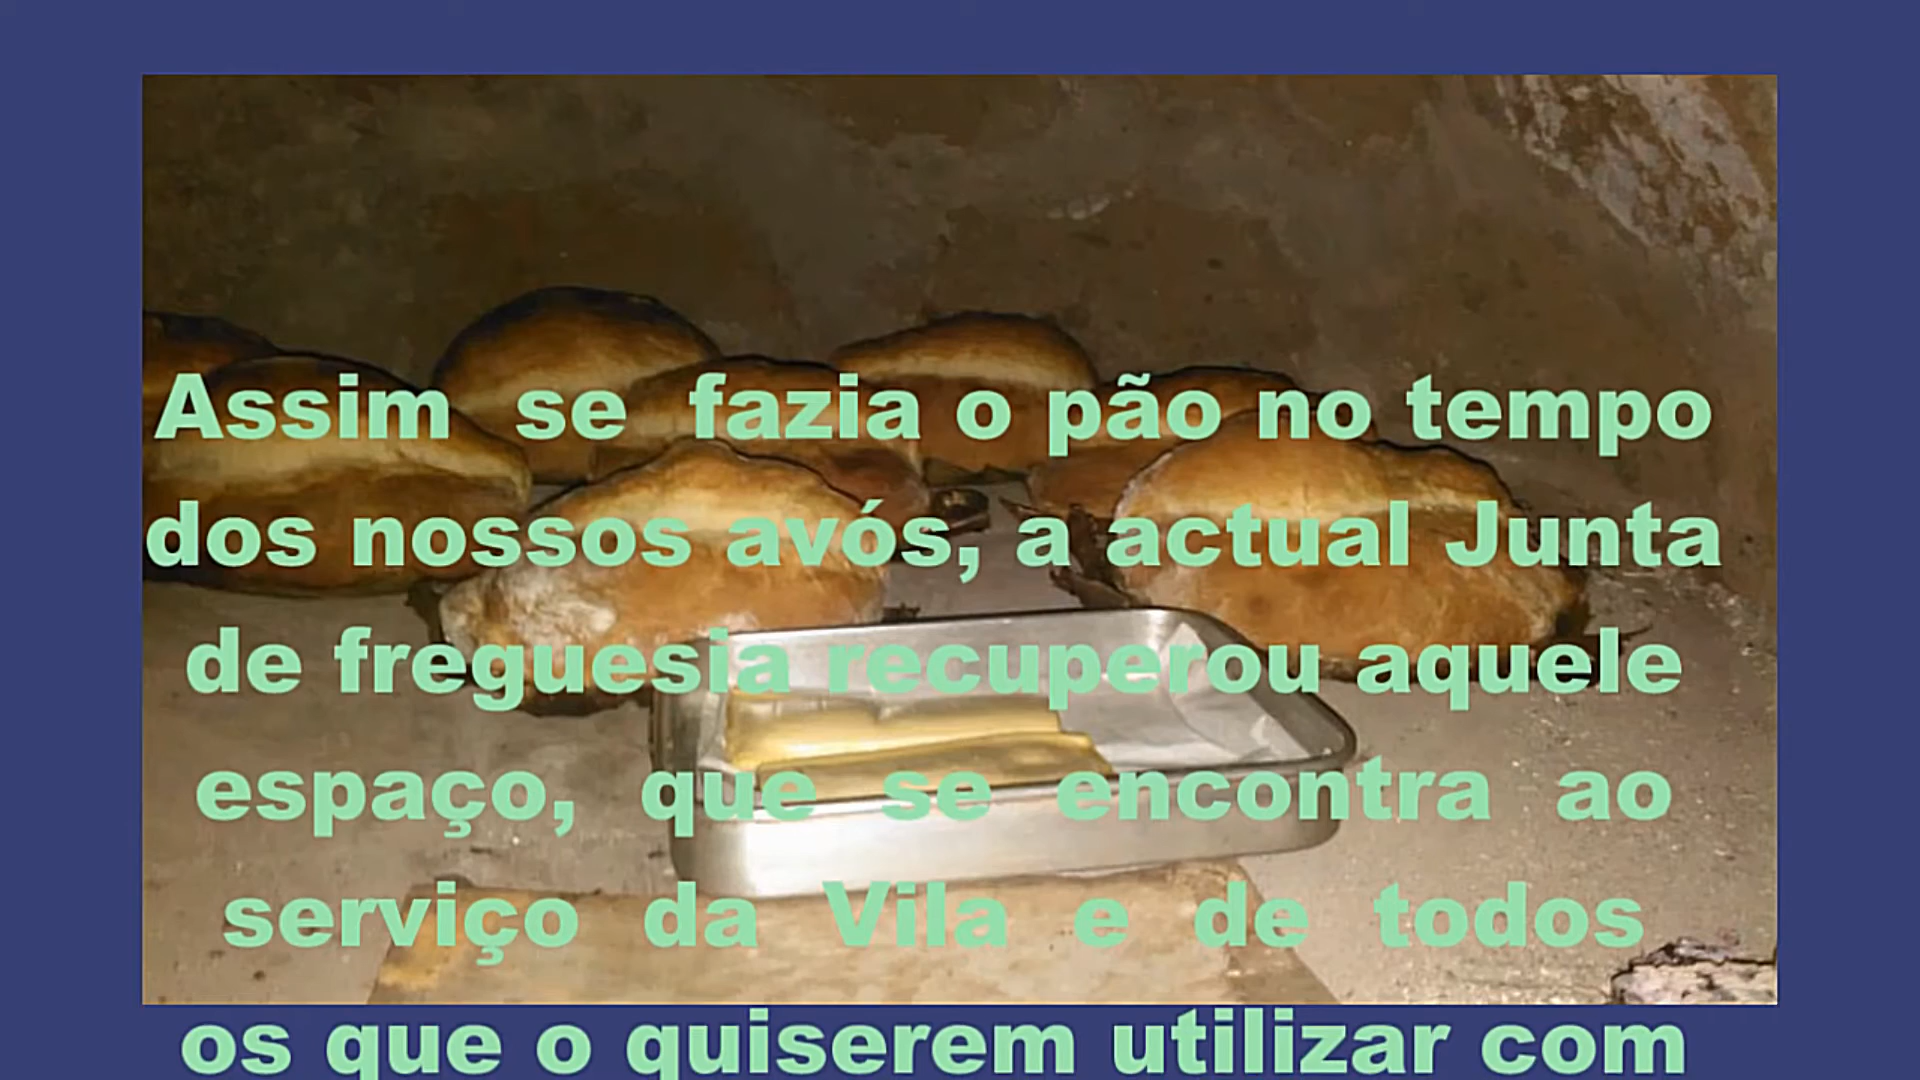 Assim se fazia o pão no tempo
dos nossos avós, a actual Junta
de freguesia recuperou aquele
espaço, que se encontra ao
serviço da Vila e de todos
os que o quiserem utilizar com